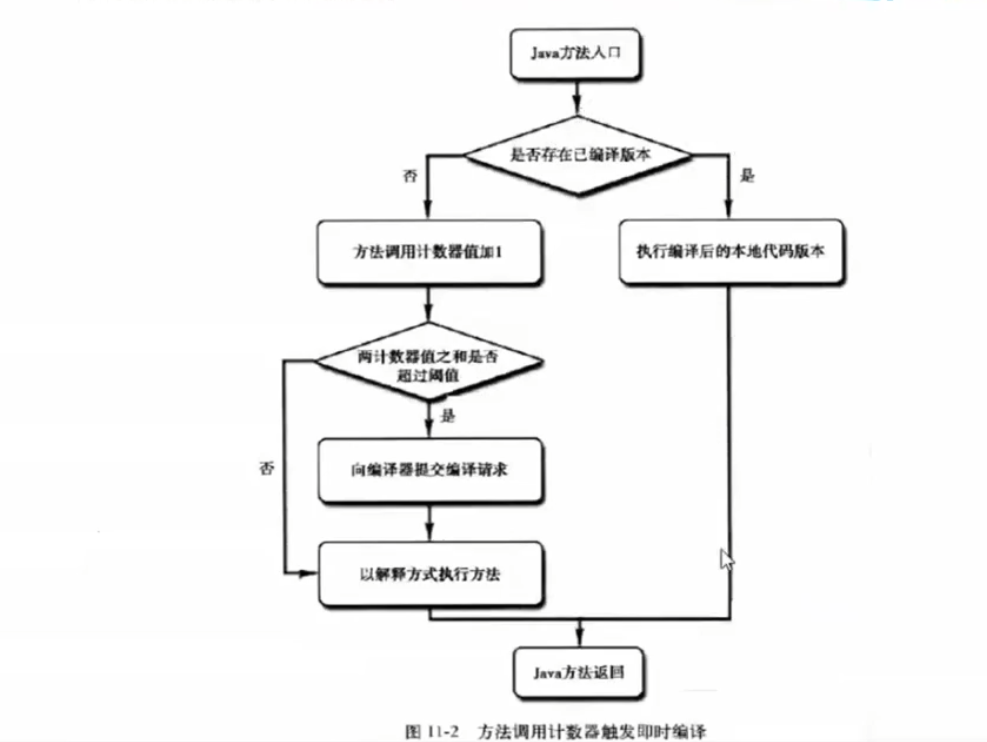 Java方法入口
是否存在已编译版本
否
是
方法调用计数器值加1
执行编译后的本地代码版本
两计数器值之和是否
超过阈值
是
否
向编译器提交编译请求
以解释方式执行方法
Java方法返回
图 11-2 方法调用计数器触发即时编译